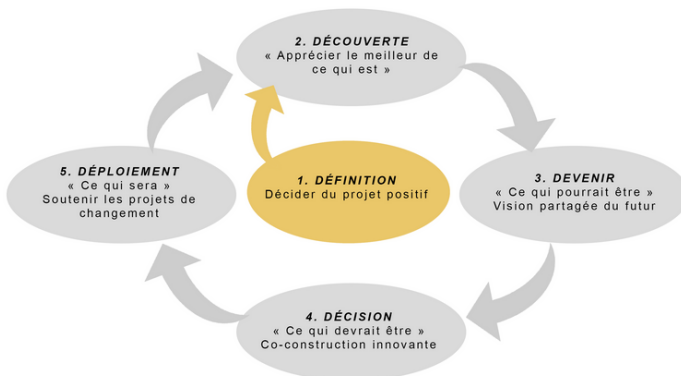 2. DÉCOUVERTE
« Apprécier le meilleur de
ce qui est »
1. DÉFINITION
Décider du projet positif
3. DEVENIR
« Ce qui pourrait être »
Vision partagée du futur
4. DÉCISION
« Ce qui devrait être »
Co-construction innovante
5. DÉPLOIEMENT
« Ce qui sera »
Soutenir les projets de
changement